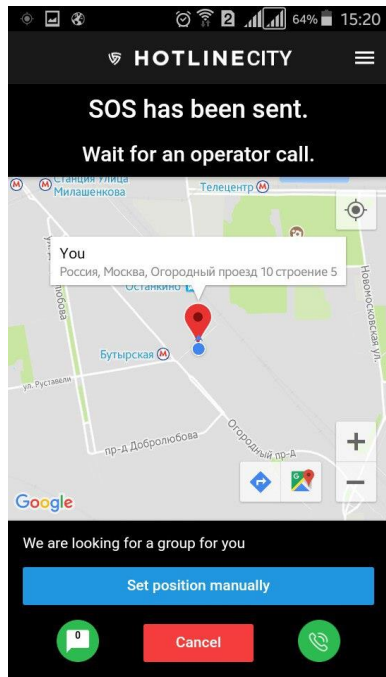 2 64% 15:20
HOTLINECITY
SOS has been sent.
Wait for an operator call.
Станция Улица
Милашенкова
Телецентр
You
Россия, Москва, Огородный проезд 10 строение 5
Останкино
Новомосковская ул.
Бутырская
ул. Руставели
пр-д Добролюбова
Огородный пр-д
Google
We are looking for a group for you
Set position manually
0
Cancel